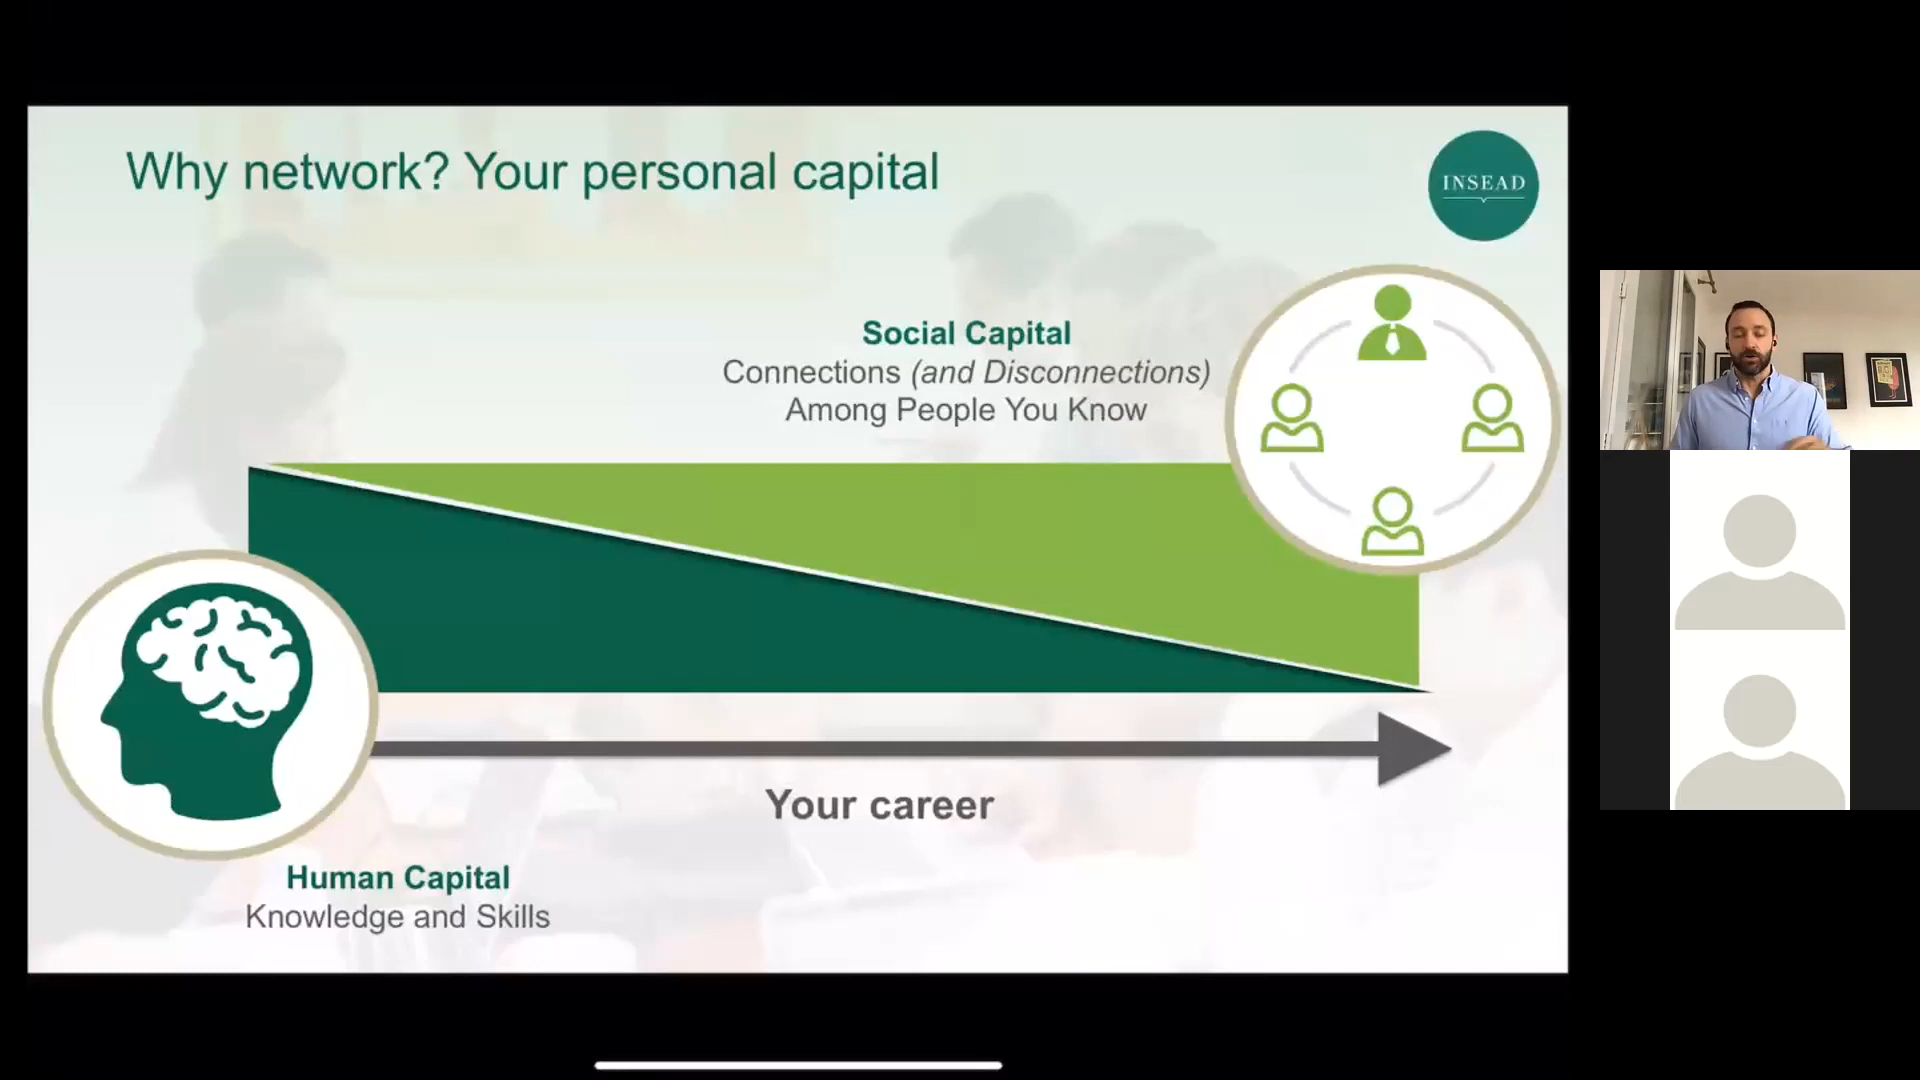 Why network? Your personal capital
INSEAD
Social Capital
Connections (and Disconnections)
Among People You Know
Your career
Human Capital
Knowledge and Skills